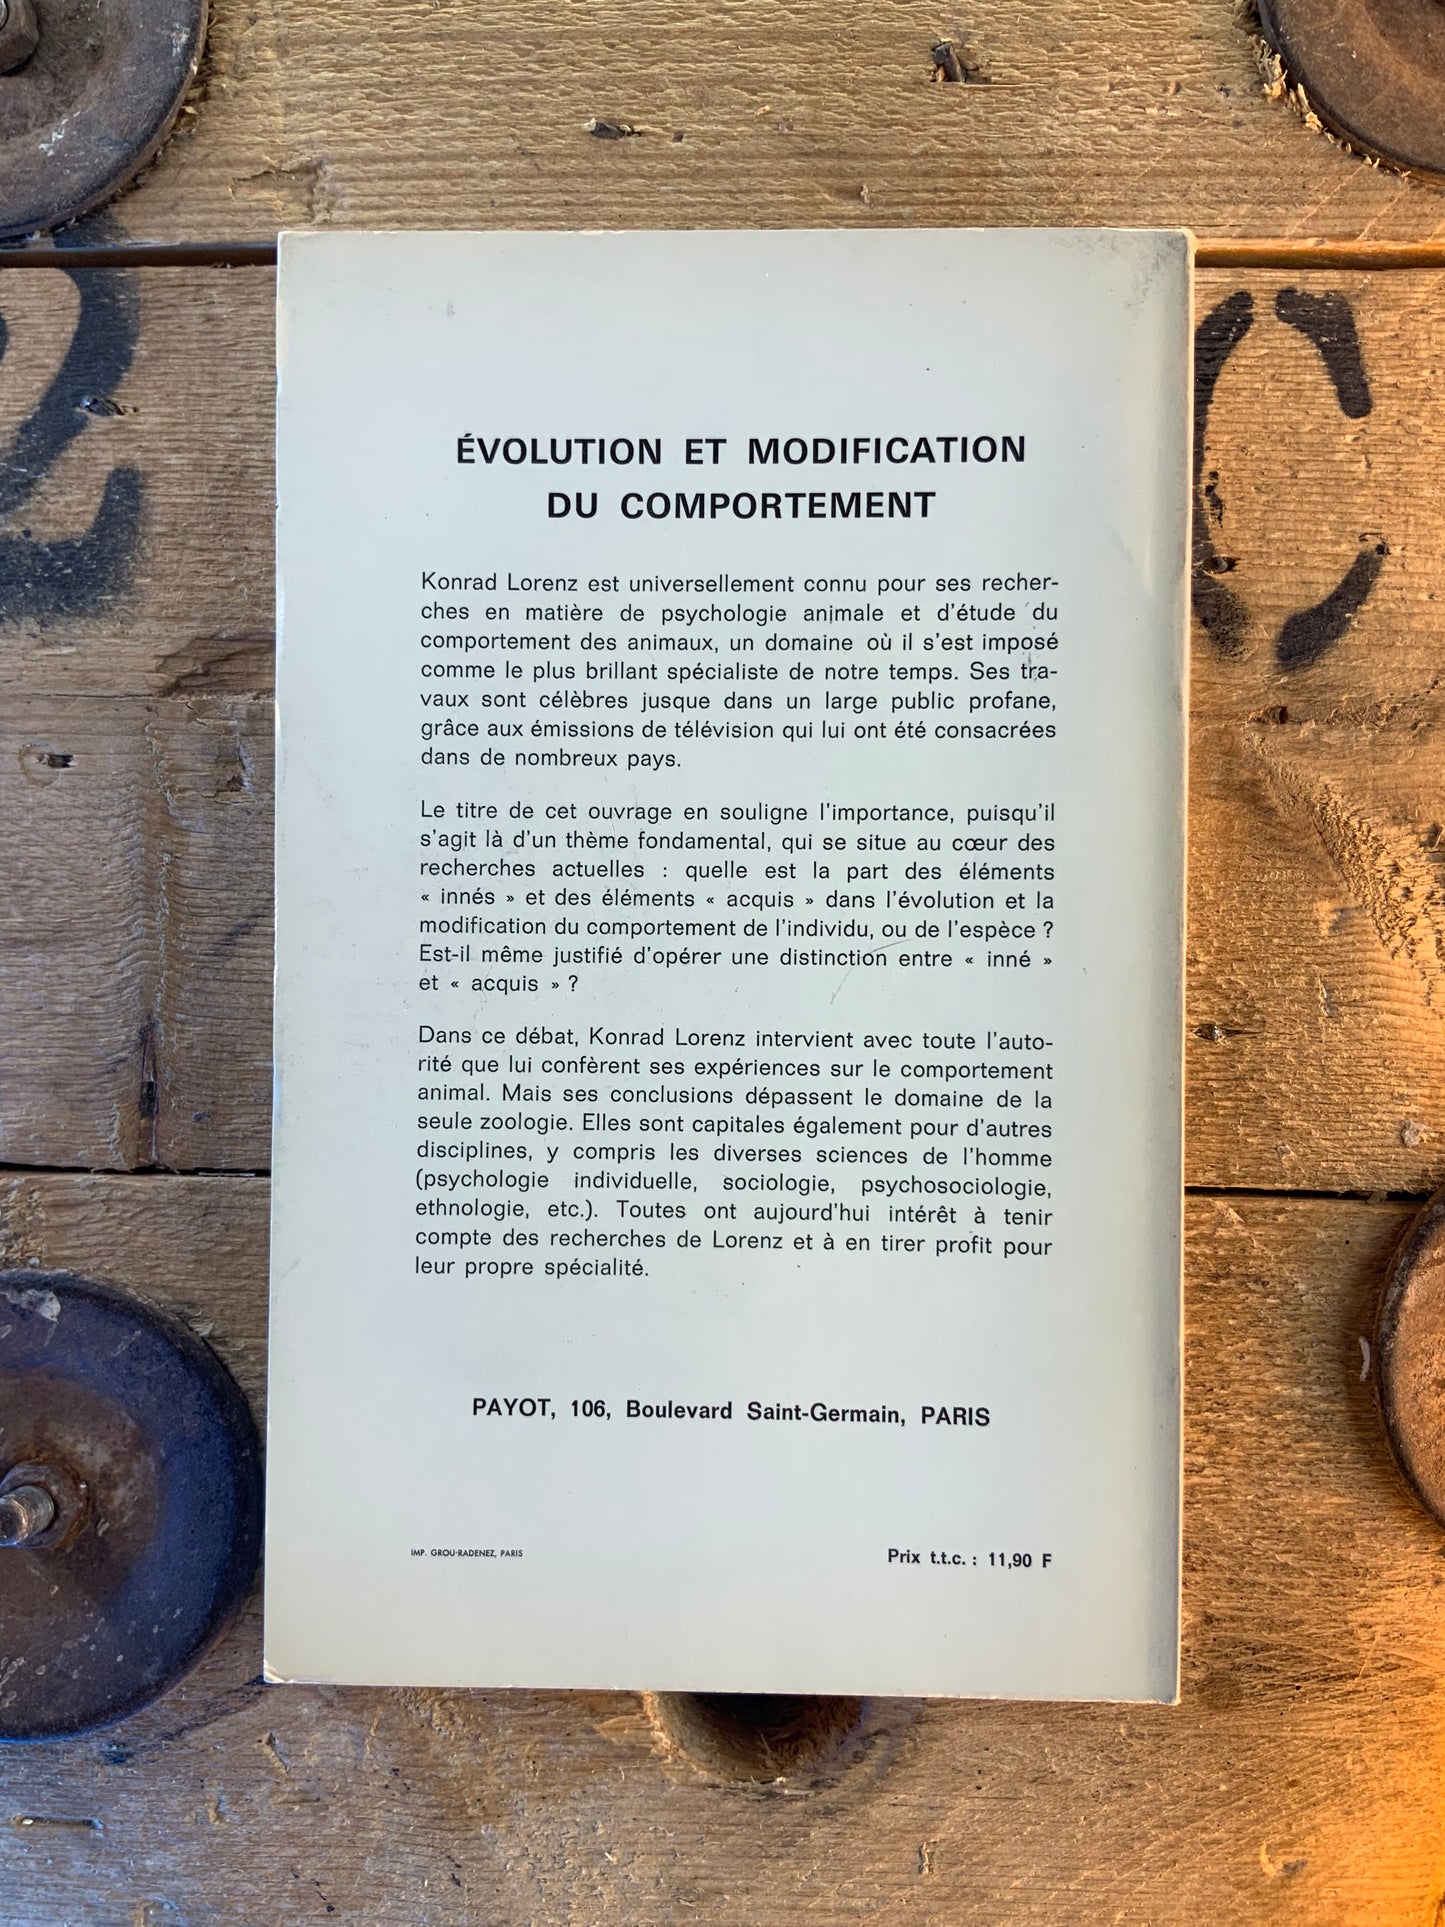 ÉVOLUTION ET MODIFICATION
DU COMPORTEMENT
Konrad Lorenz est universellement connu pour ses recher-
ches en matière de psychologie animale et d'étude du
comportement des animaux, un domaine où il s'est imposé
comme le plus brillant spécialiste de notre temps. Ses tra-
vaux sont célèbres jusque dans un large public profane,
grâce aux émissions de télévision qui lui ont été consacrées
dans de nombreux pays.
Le titre de cet ouvrage en souligne l'importance, puisqu'il
s'agit là d'un thème fondamental, qui se situe au cœur des
recherches actuelles : quelle est la part des éléments
« innés » et des éléments « acquis » dans l'évolution et la
modification du comportement de l'individu, ou de l'espèce ?
Est-il même justifié d'opérer une distinction entre « inné »
et « acquis » ?
Dans ce débat, Konrad Lorenz intervient avec toute l'auto-
rité que lui confèrent ses expériences sur le comportement
animal. Mais ses conclusions dépassent le domaine de la
seule zoologie. Elles sont capitales également pour d'autres
disciplines, y compris les diverses sciences de l'homme
(psychologie individuelle, sociologie, psychosociologie,
ethnologie, etc.). Toutes ont aujourd'hui intérêt à tenir
compte des recherches de Lorenz et à en tirer profit pour
leur propre spécialité.
PAYOT, 106, Boulevard Saint-Germain, PARIS
IMP. GROU-RADENEZ, PARIS
Prix t.t.c. : 11,90 F